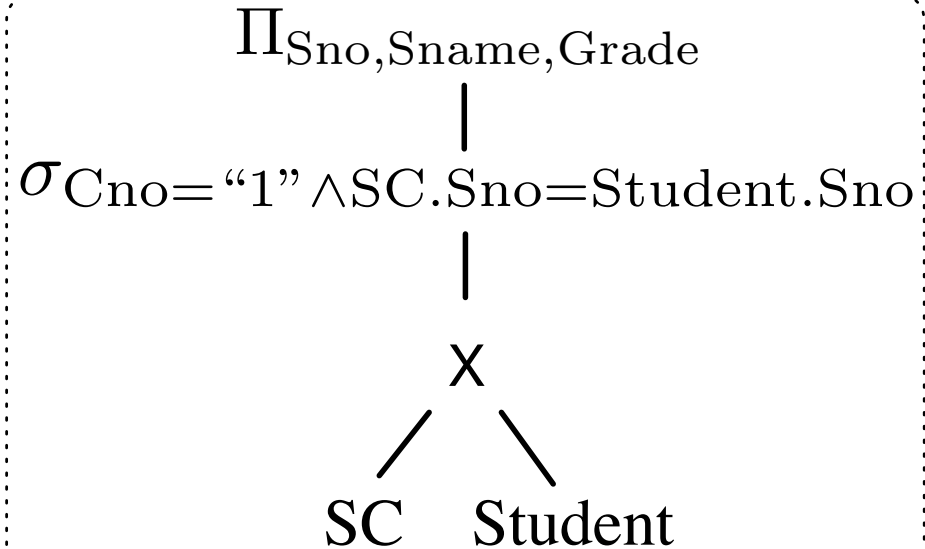 ΠSno,Sname,Grade
σCno=“1”∧SC.Sno=Student.Sno
X
SC Student